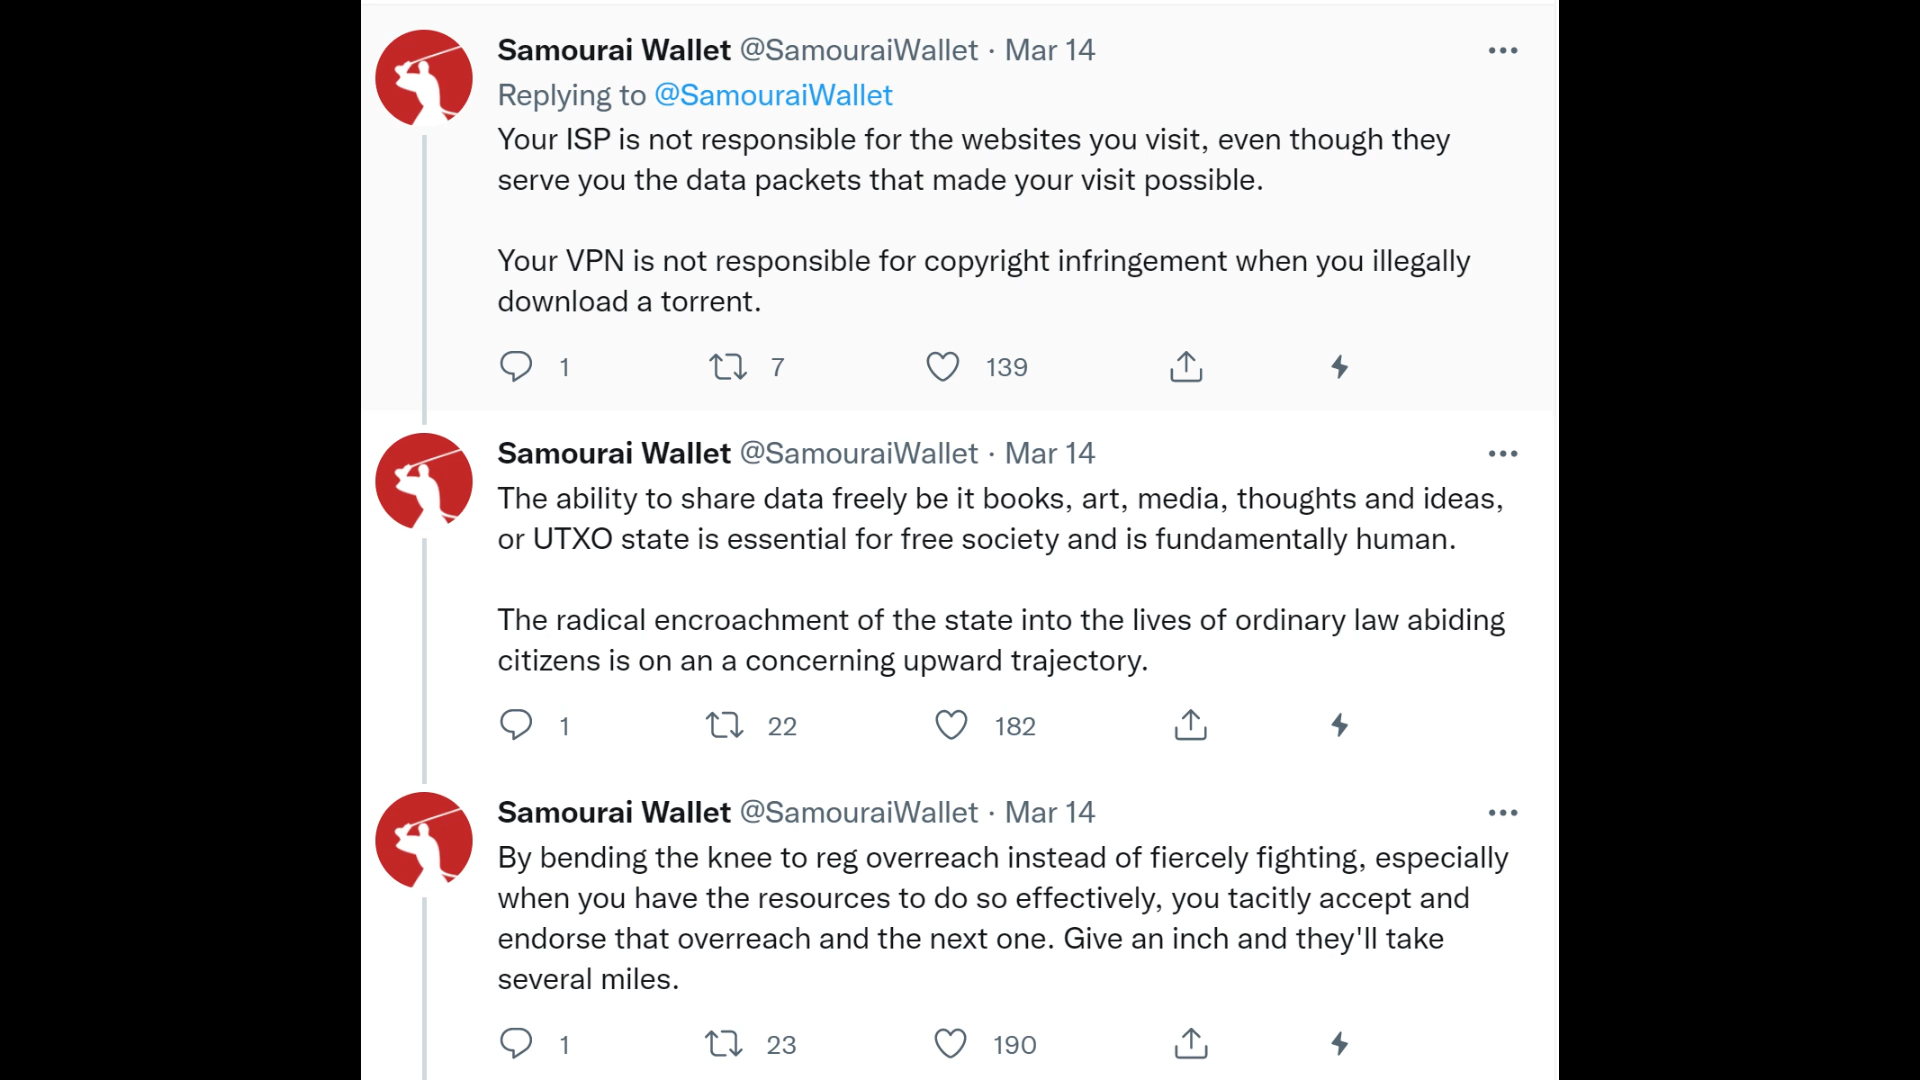 Samourai Wallet @SamouraiWallet · Mar 14
Replying to @SamouraiWallet
Your ISP is not responsible for the websites you visit, even though they
serve you the data packets that made your visit possible.
Your VPN is not responsible for copyright infringement when you illegally
download a torrent.
1 7 139
Samourai Wallet @SamouraiWallet · Mar 14
The ability to share data freely be it books, art, media, thoughts and ideas,
or UTXO state is essential for free society and is fundamentally human.
The radical encroachment of the state into the lives of ordinary law abiding
citizens is on an a concerning upward trajectory.
1 22 182
Samourai Wallet @SamouraiWallet · Mar 14
By bending the knee to reg overreach instead of fiercely fighting, especially
when you have the resources to do so effectively, you tacitly accept and
endorse that overreach and the next one. Give an inch and they'll take
several miles.
1 23 190